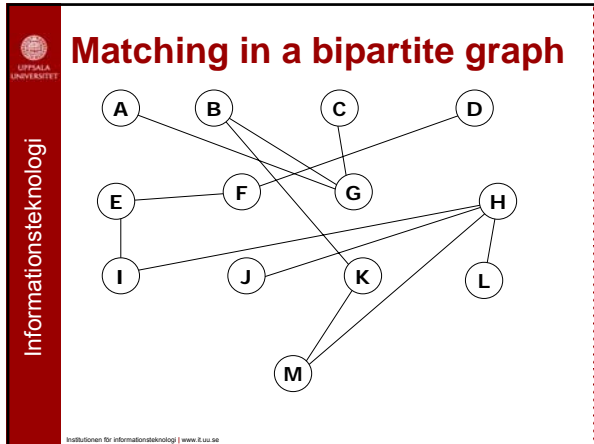 Matching in a bipartite graph
UPPSALA
UNIVERSITET
Informationsteknologi
A B C D
E F G H
I J K L
M
Institutionen för informationsteknologi | www.it.uu.se